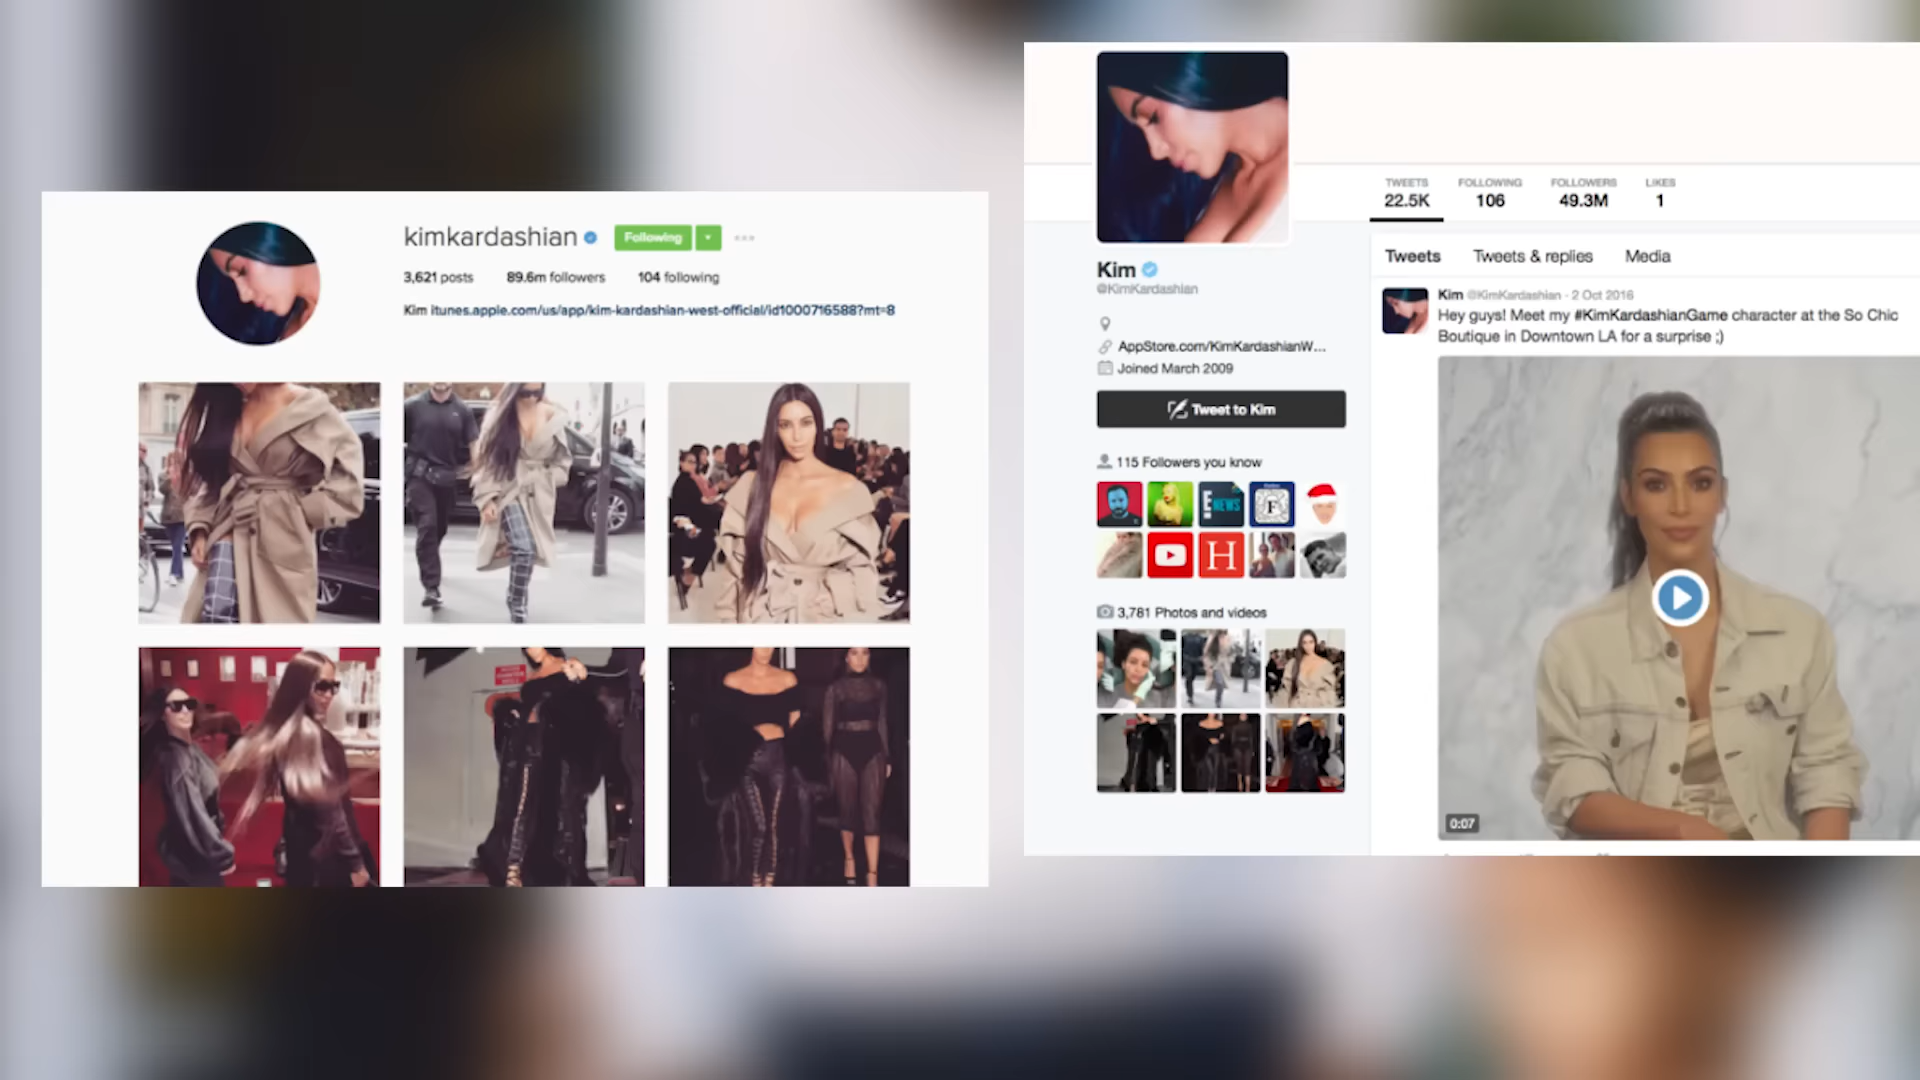 kimkardashian
Following
3,621 posts 89.6m followers 104 following
Kim itunes.apple.com/us/app/kim-kardashian-west-official/id1000716588?mt=8
TWEETS FOLLOWING FOLLOWERS LIKES
22.5K 106 49.3M 1
Kim
@KimKardashian
AppStore.com/KimKardashianW...
Joined March 2009
Tweet to Kim
115 Followers you know
E NEWS
F
H
3,781 Photos and videos
Tweets Tweets & replies Media
Kim @KimKardashian - 2 Oct 2016
Hey guys! Meet my #KimKardashianGame character at the So Chic
Boutique in Downtown LA for a surprise ;)
0:07